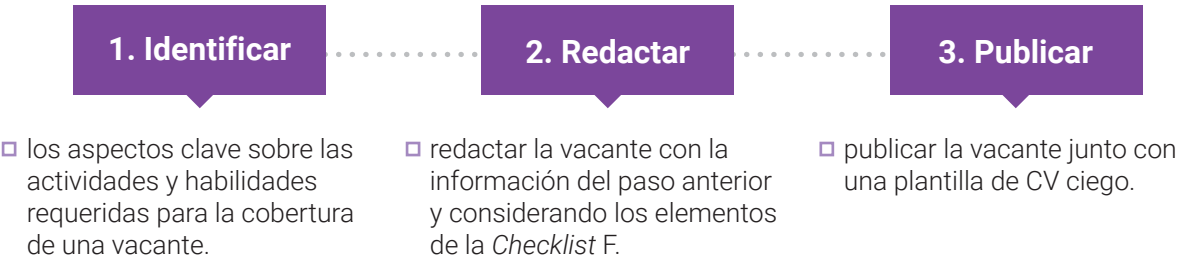 1. Identificar
los aspectos clave sobre las
actividades y habilidades
requeridas para la cobertura
de una vacante.
2. Redactar
redactar la vacante con la
información del paso anterior
y considerando los elementos
de la Checklist F.
3. Publicar
publicar la vacante junto con
una plantilla de CV ciego.